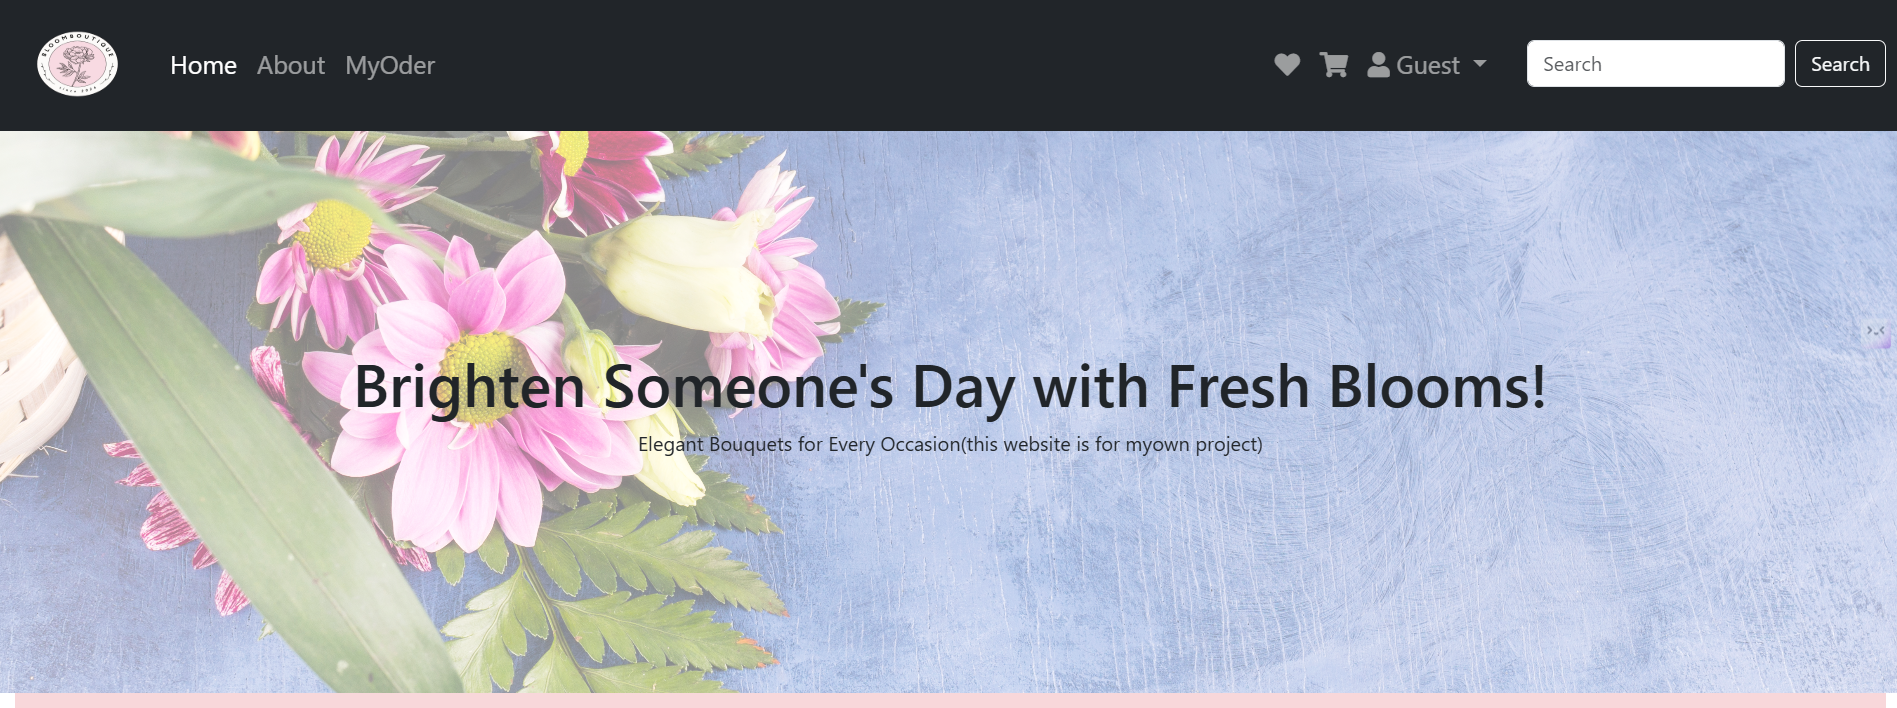 BLOOMBOUTIQUE
Home About MyOder Guest Search Search
Brighten Someone's Day with Fresh Blooms!
Elegant Bouquets for Every Occasion(this website is for myown project)